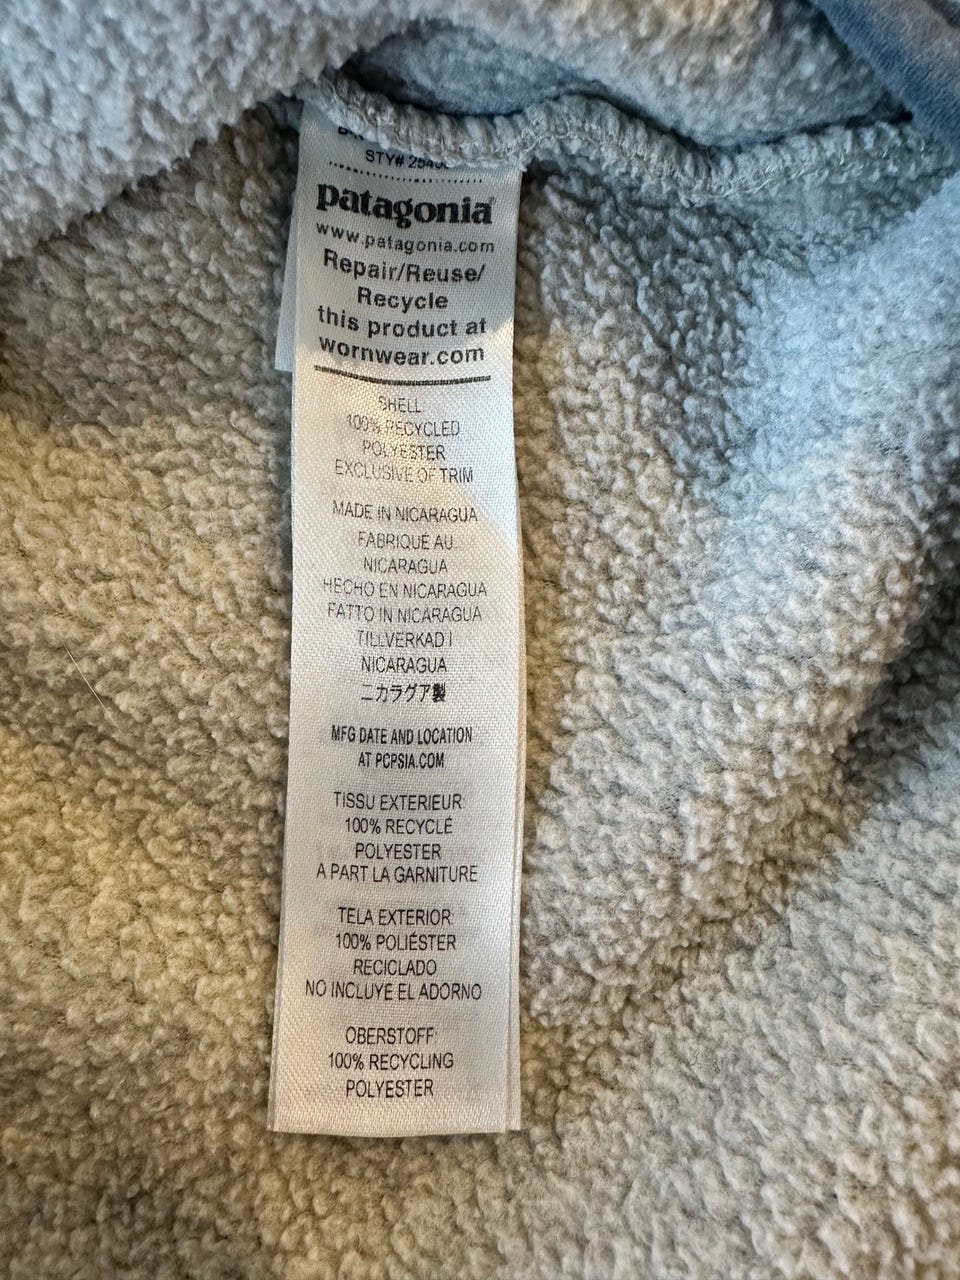 STY#
patagonia®
www.patagonia.com
Repair/Reuse/
Recycle
this product at
wornwear.com
SHELL
100% RECYCLED
POLYESTER
EXCLUSIVE OF TRIM
MADE IN NICARAGUA
FABRIQUE AU
NICARAGUA
HECHO EN NICARAGUA
FATTO IN NICARAGUA
TILLVERKAD I
NICARAGUA
ニカラグア製
MFG DATE AND LOCATION
AT PCPSIA.COM
TISSU EXTERIEUR:
100% RECYCLÉ
POLYESTER
A PART LA GARNITURE
TELA EXTERIOR:
100% POLIÉSTER
RECICLADO
NO INCLUYE EL ADORNO
OBERSTOFF:
100% RECYCLING
POLYESTER